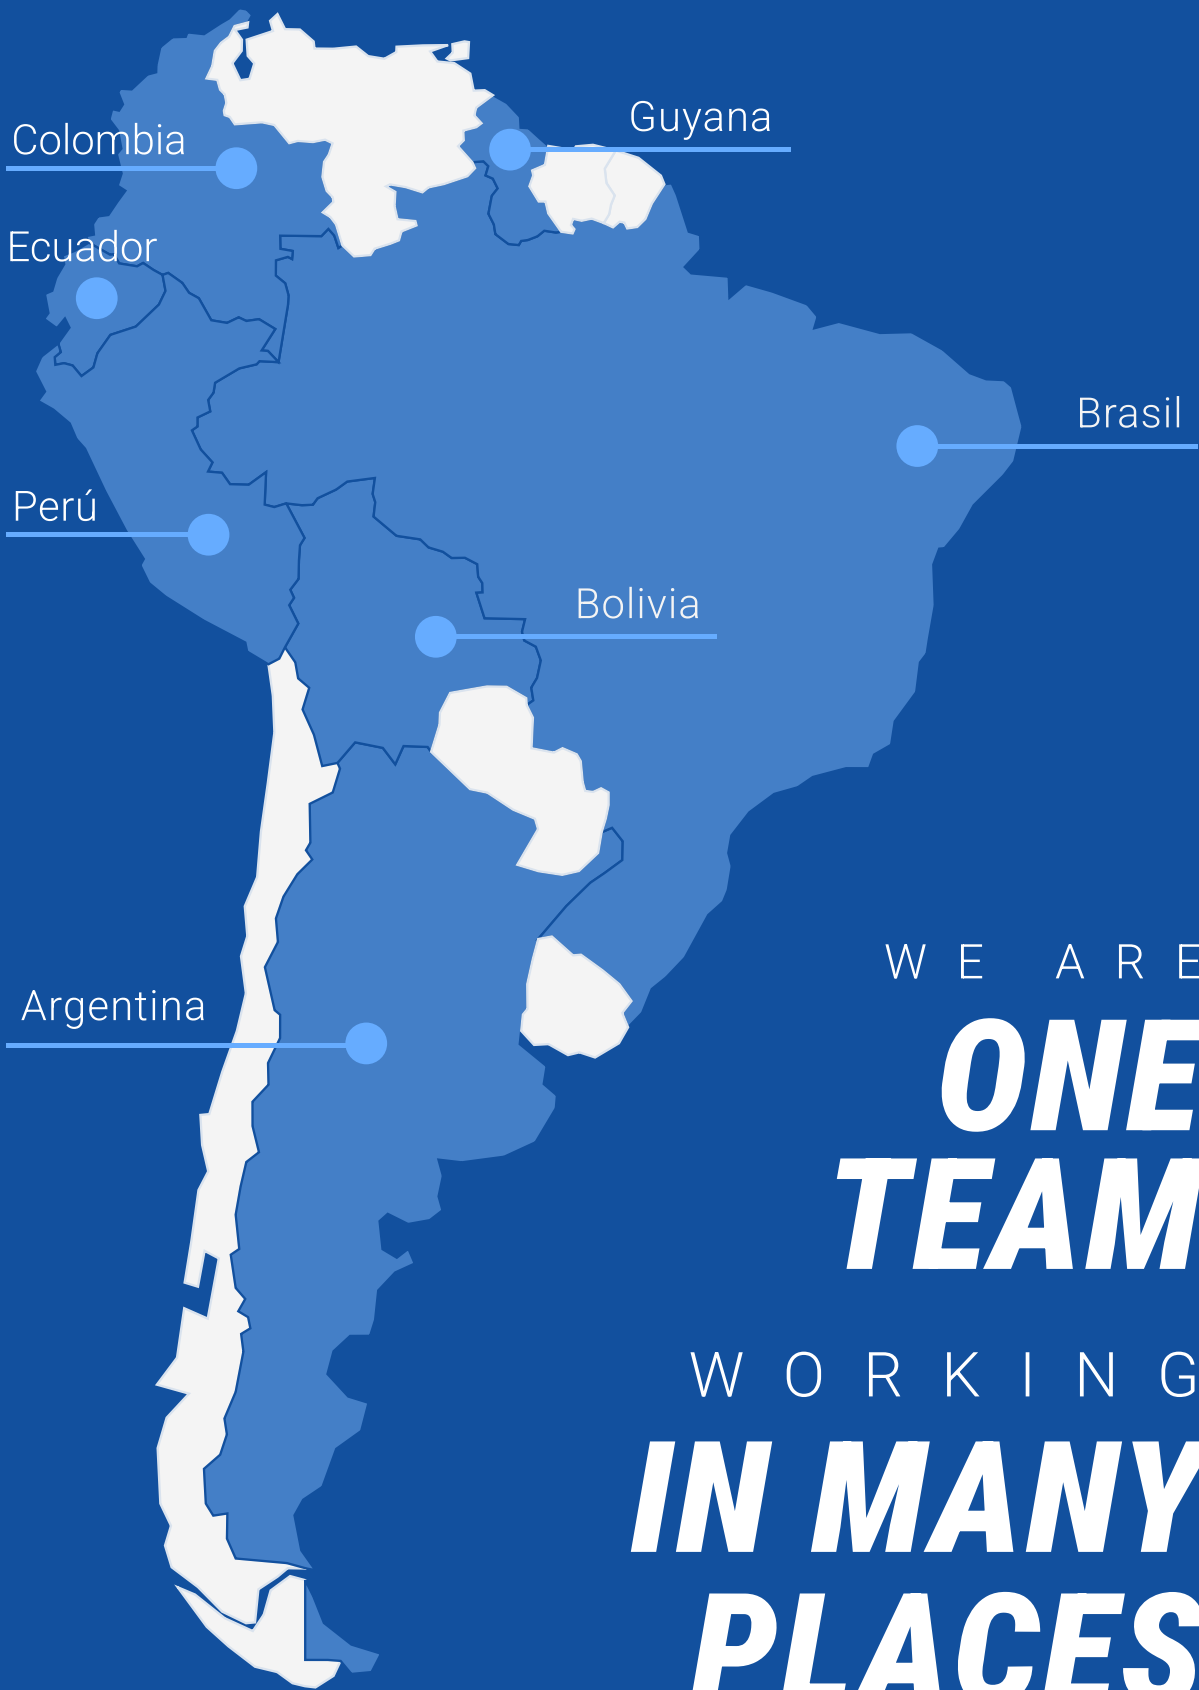 Colombia
Guyana
Ecuador
Brasil
Perú
Bolivia
Argentina
WE ARE
ONE
TEAM
WORKING
IN MANY
PLACES